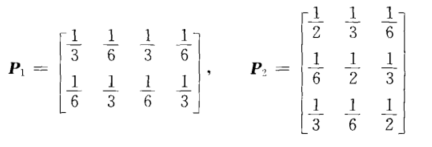 P₁ = [ 1/3 1/6 1/3 1/6 ; 1/6 1/3 1/6 1/3 ], P₂ = [ 1/2 1/3 1/6 ; 1/6 1/2 1/3 ; 1/3 1/6 1/2 ]